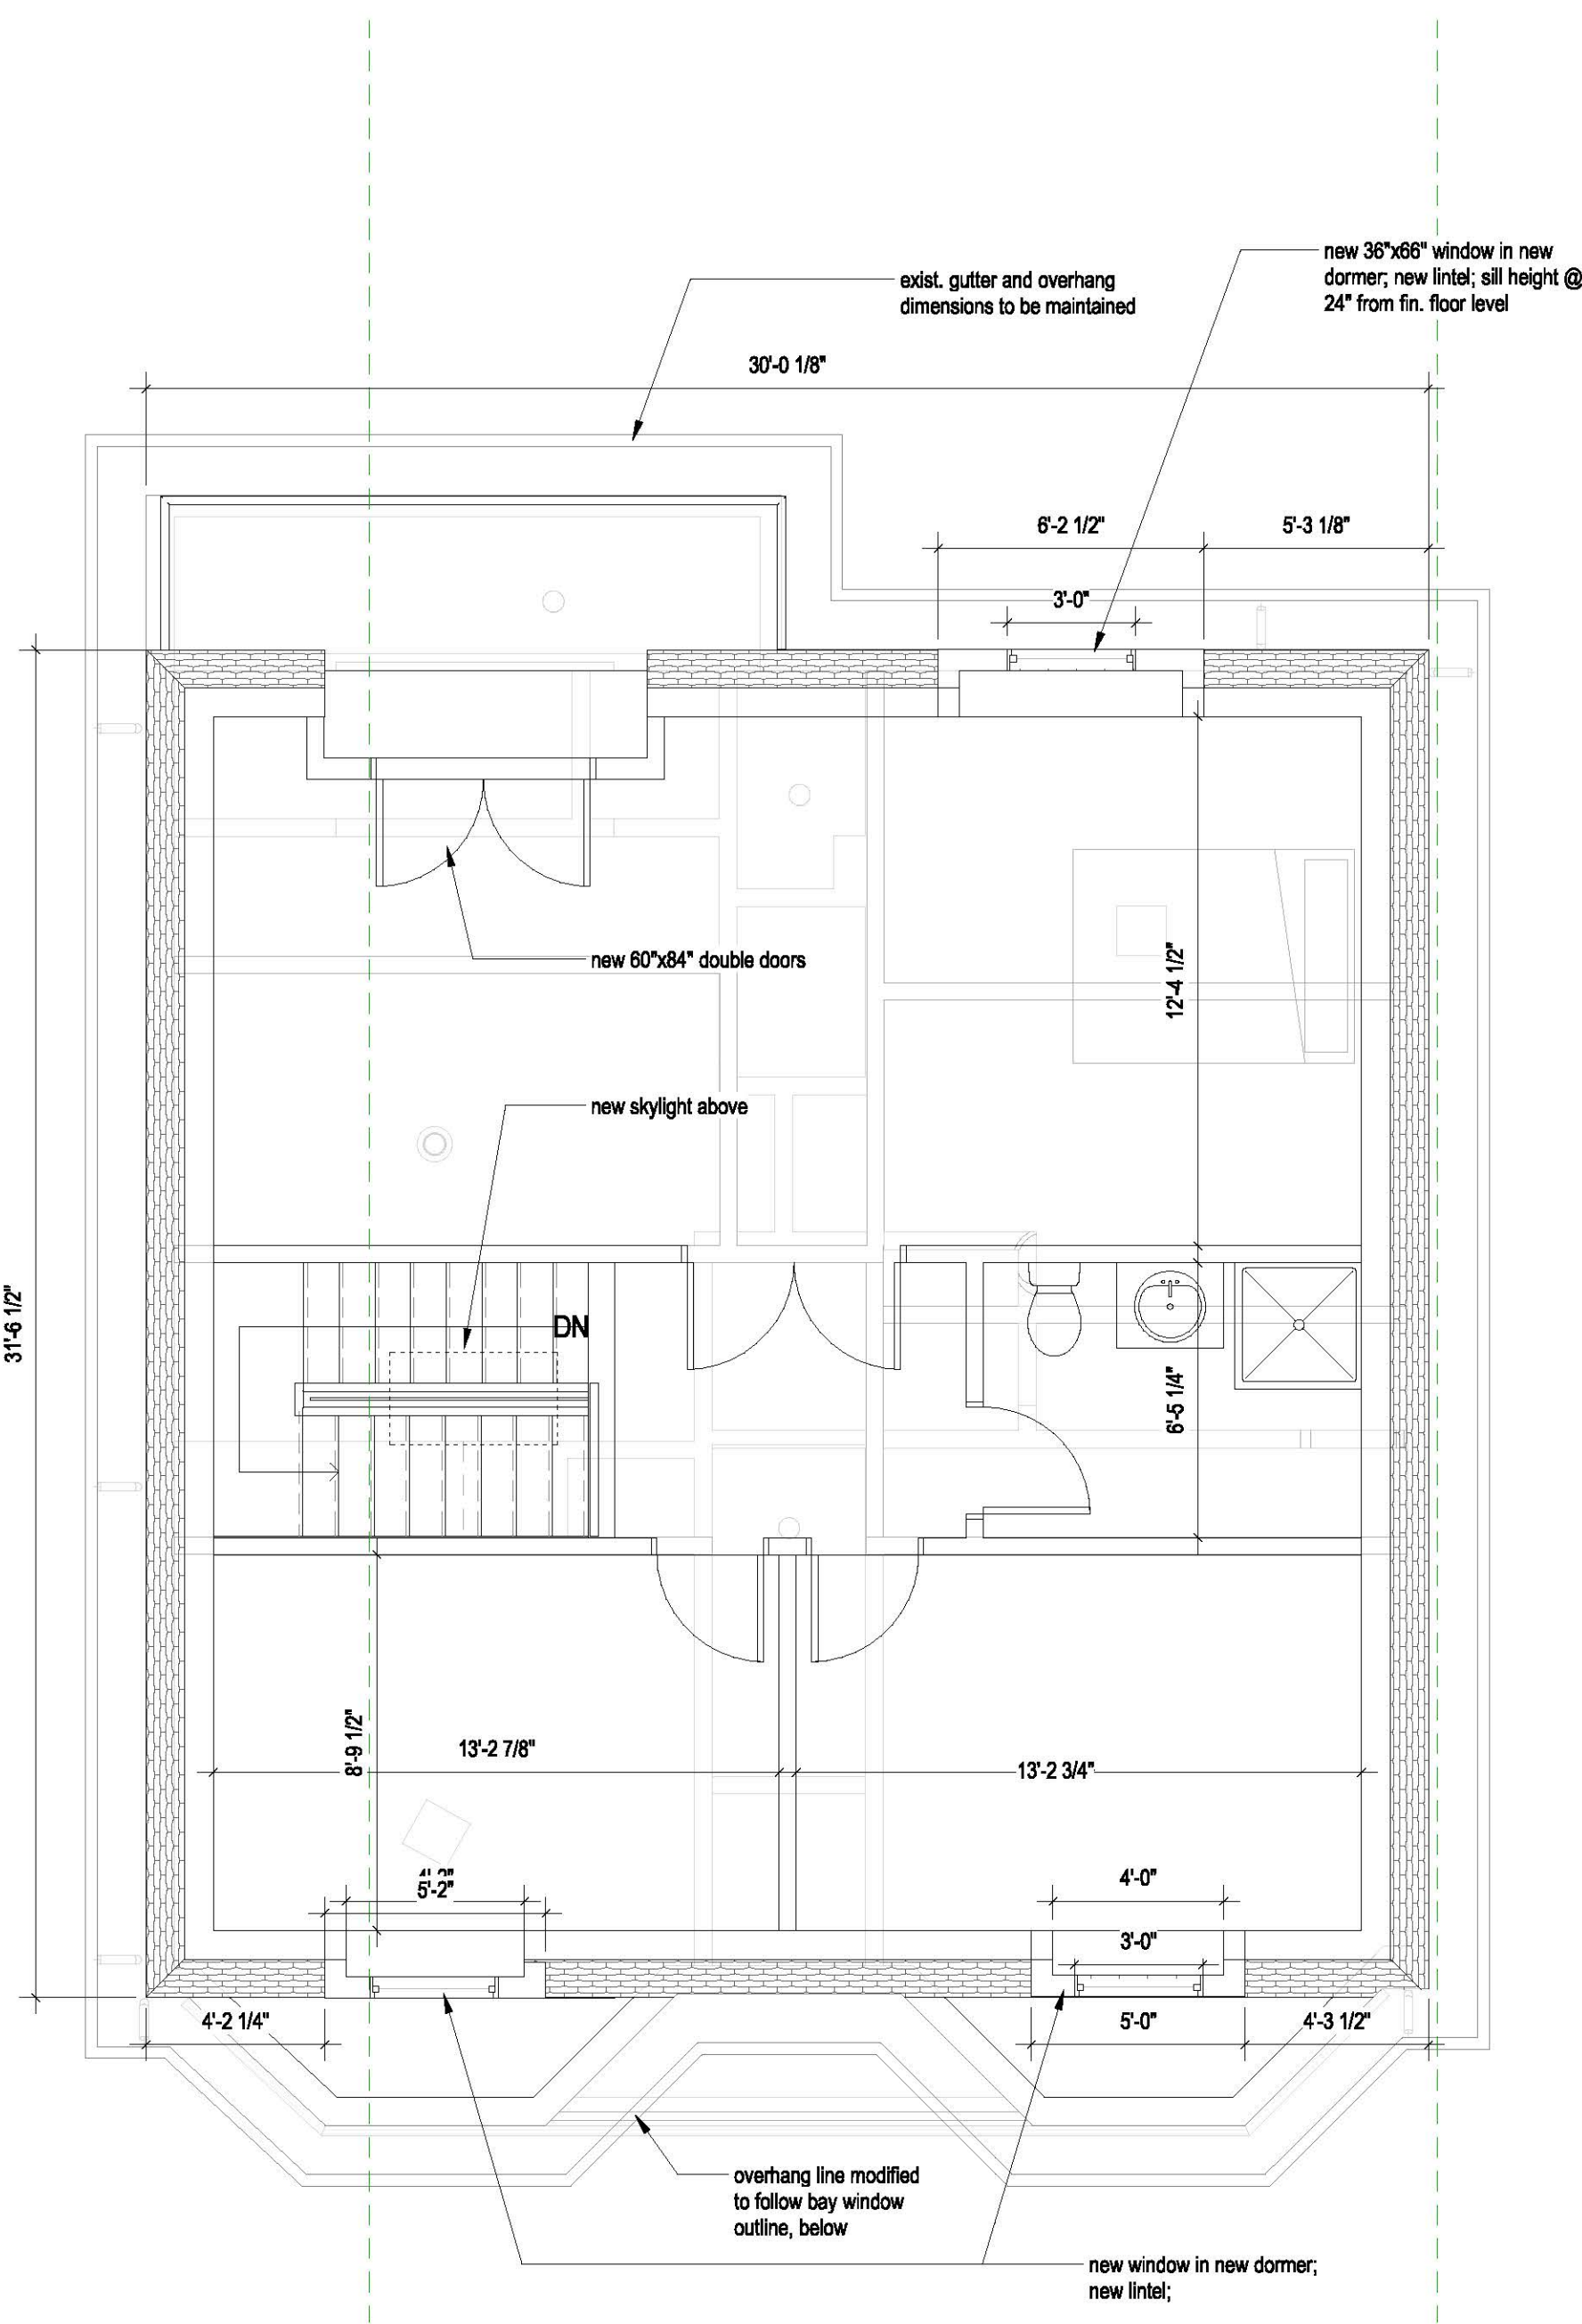 new 36"x66" window in new
dormer; new lintel; sill height @
24" from fin. floor level
exist. gutter and overhang
dimensions to be maintained
30'-0 1/8"
6'-2 1/2"
5'-3 1/8"
3'-0"
new 60"x84" double doors
12'-4 1/2"
new skylight above
31'-6 1/2"
DN
6'-5 1/4"
8'-9 1/2"
13'-2 7/8"
13'-2 3/4"
5'-2"
4'-0"
3'-0"
4'-2 1/4"
5'-0"
4'-3 1/2"
overhang line modified
to follow bay window
outline, below
new window in new dormer;
new lintel;